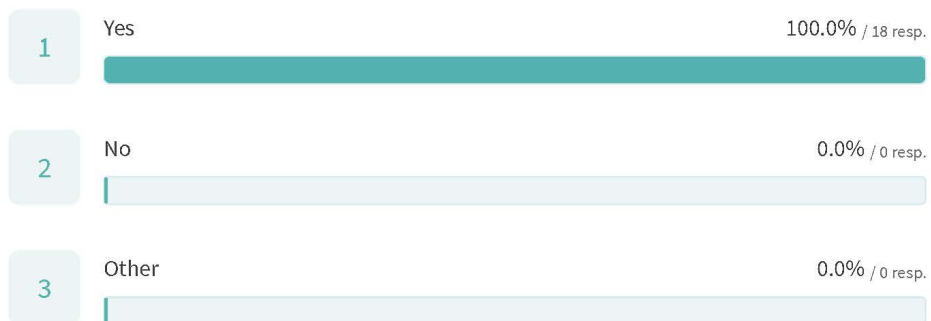 1 Yes 100.0% / 18 resp.
2 No 0.0% / 0 resp.
3 Other 0.0% / 0 resp.